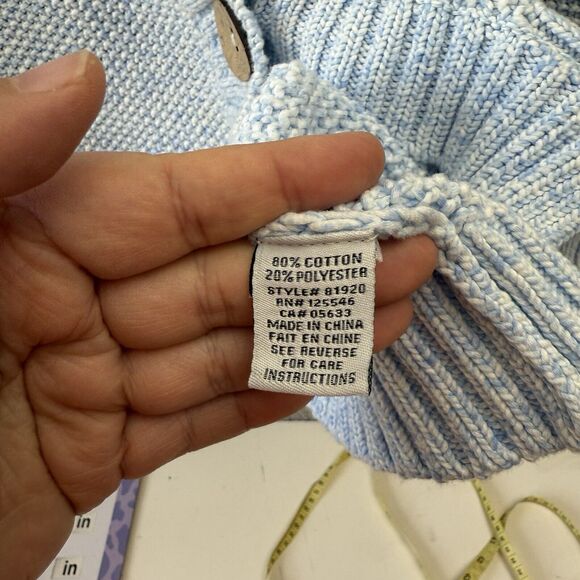 80% COTTON
20% POLYESTER
STYLE# 81920
RN# 125546
CA# 05633
MADE IN CHINA
FAIT EN CHINE
SEE REVERSE
FOR CARE
INSTRUCTIONS
in
in